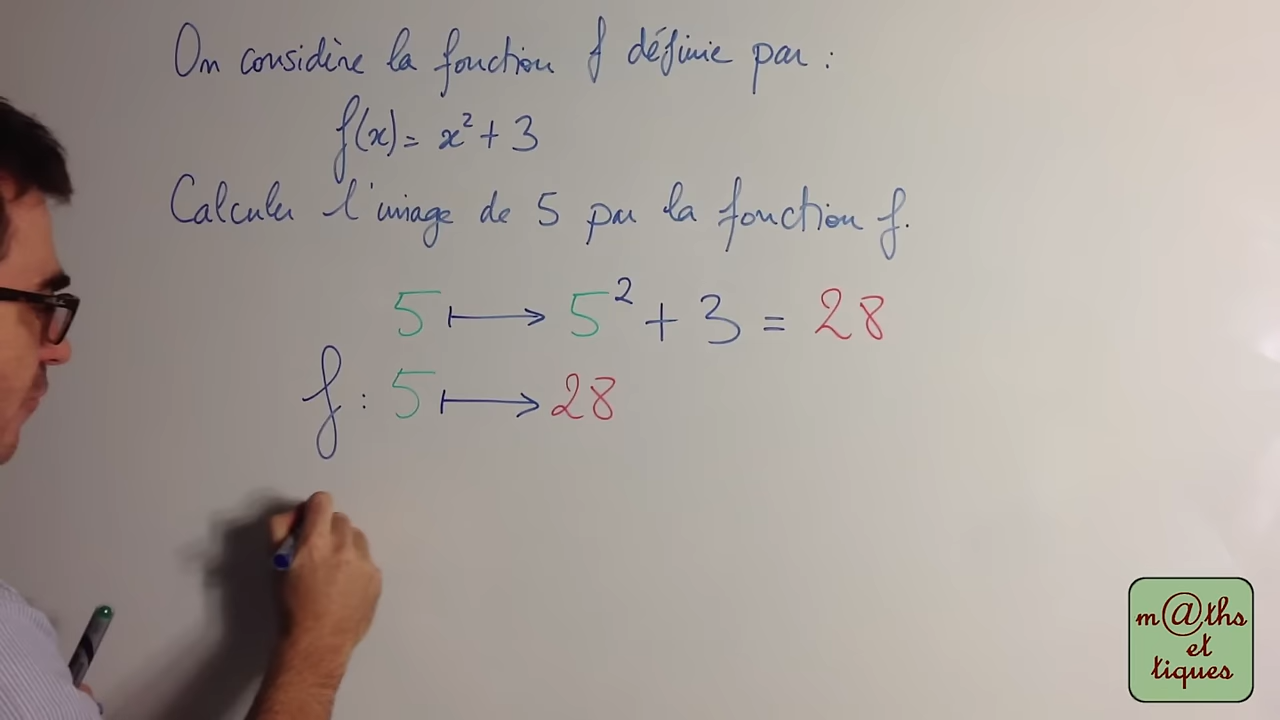 On considère la fonction f définie par :
f(x) = x² + 3
Calculer l'image de 5 par la fonction f.
5 ↦ 5² + 3 = 28
f : 5 ↦ 28
m@ths
et
tiques